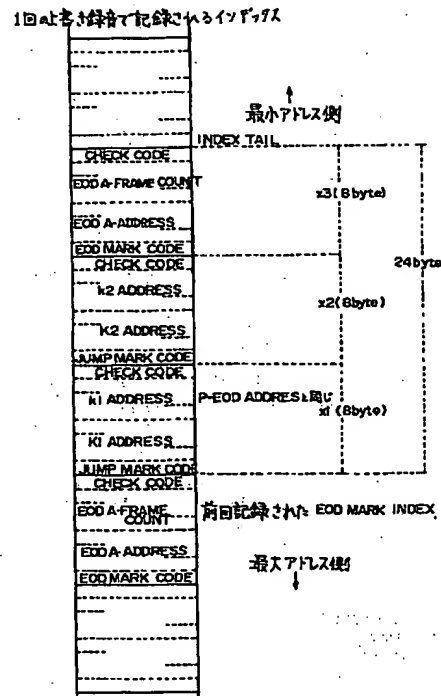 1回の上書き録音で記録されるインデックス
最小アドレス側
INDEX TAIL
CHECK CODE
EOD A-FRAME COUNT
x3(8byte)
EOD A-ADDRESS
EOD MARK CODE
24byte
CHECK CODE
k2 ADDRESS
x2(8byte)
K2 ADDRESS
JUMP MARK CODE
CHECK CODE
k1 ADDRESS
P-EOD ADDRESSと同じ
x1(8byte)
K1 ADDRESS
JUMP MARK CODE
CHECK CODE
EOD A-FRAME
COUNT
前回記録された EOD MARK INDEX
EOD A-ADDRESS
最大アドレス側
EOD MARK CODE